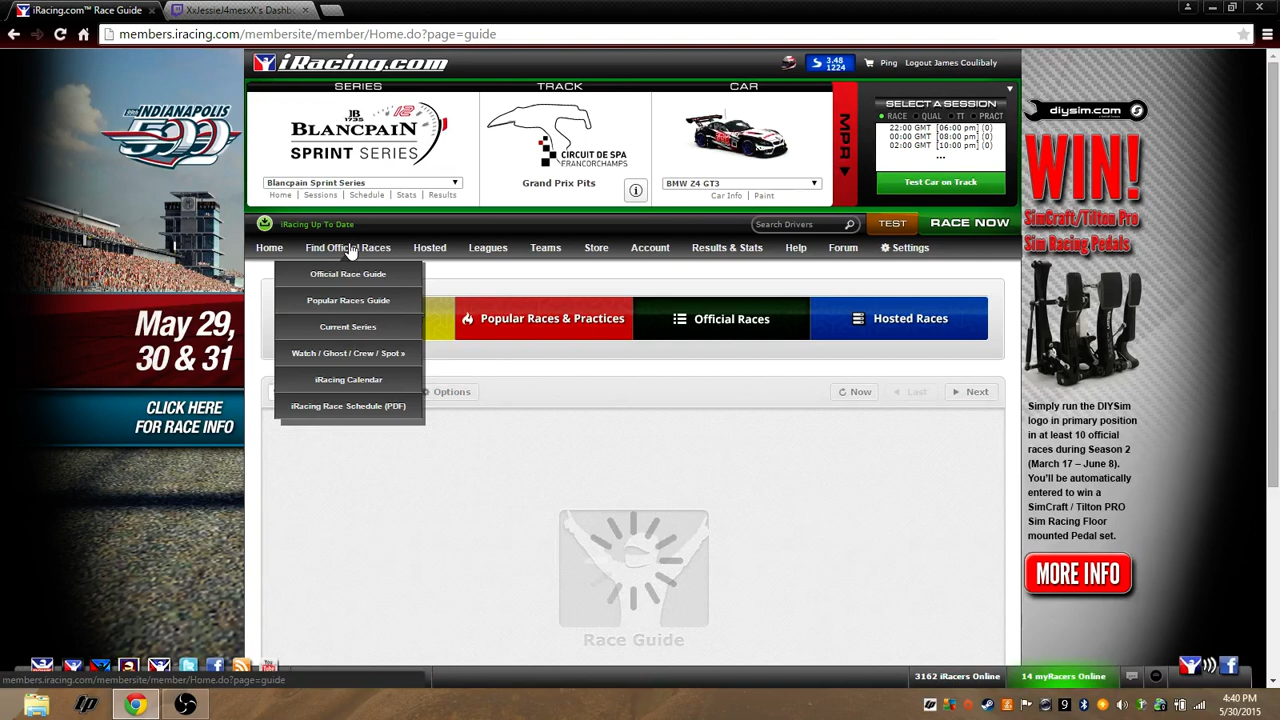 iRacing.com™ Race Guide
XxJessieJ4mesxX's Dashb
members.iracing.com/membersite/member/Home.do?page=guide
iRacing.com
3.48
1224
Ping
Logout James Coulibaly
SERIES
TRACK
CAR
BLANCPAIN
SPRINT SERIES
CIRCUIT DE SPA
FRANCORCHAMPS
Grand Prix Pits
Blancpain Sprint Series
Home | Sessions | Schedule | Stats | Results
BMW Z4 GT3
Car Info | Paint
MPR
SELECT A SESSION
RACE QUAL TT PRACT
22:00 GMT [06:00 pm] (0)
00:00 GMT [08:00 pm] (0)
02:00 GMT [10:00 pm] (0)
...
Test Car on Track
iRacing Up To Date
Search Drivers
TEST
RACE NOW
Home Find Official Races Hosted Leagues Teams Store Account Results & Stats Help Forum Settings
Official Race Guide
Popular Races Guide
Current Series
Watch / Ghost / Crew / Spot »
iRacing Calendar
iRacing Race Schedule (PDF)
Popular Races & Practices
Official Races
Hosted Races
Options
Now
Last
Next
Race Guide
INDIANAPOLIS
500
May 29,
30 & 31
CLICK HERE
FOR RACE INFO
diysim.com
WIN!
SimCraft/Tilton Pro
Sim Racing Pedals
Simply run the DIYSim
logo in primary position
in at least 10 official
races during Season 2
(March 17 – June 8).
You'll be automatically
entered to win a
SimCraft / Tilton PRO
Sim Racing Floor
mounted Pedal set.
MORE INFO
members.iracing.com/membersite/member/Home.do?page=guide
3162 iRacers Online
14 myRacers Online
4:40 PM
5/30/2015